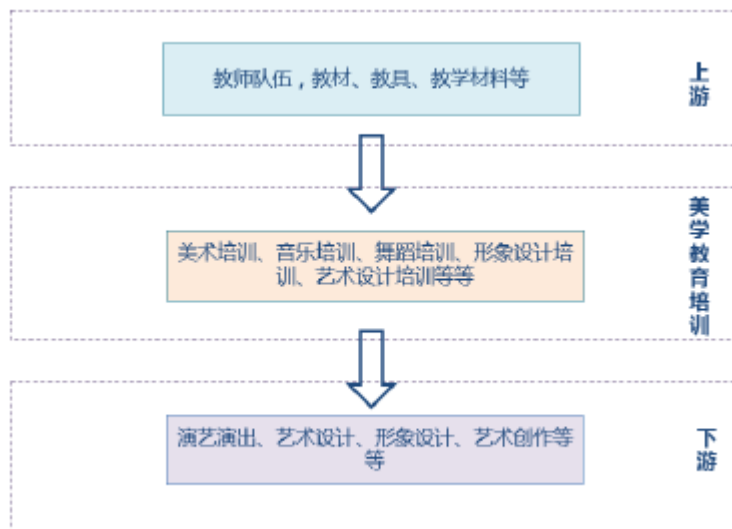 教师队伍，教材、教具、教学材料等
上游
美术培训、音乐培训、舞蹈培训、形象设计培
训、艺术设计培训等等
美学教育培训
演艺演出、艺术设计、形象设计、艺术创作等
等
下游